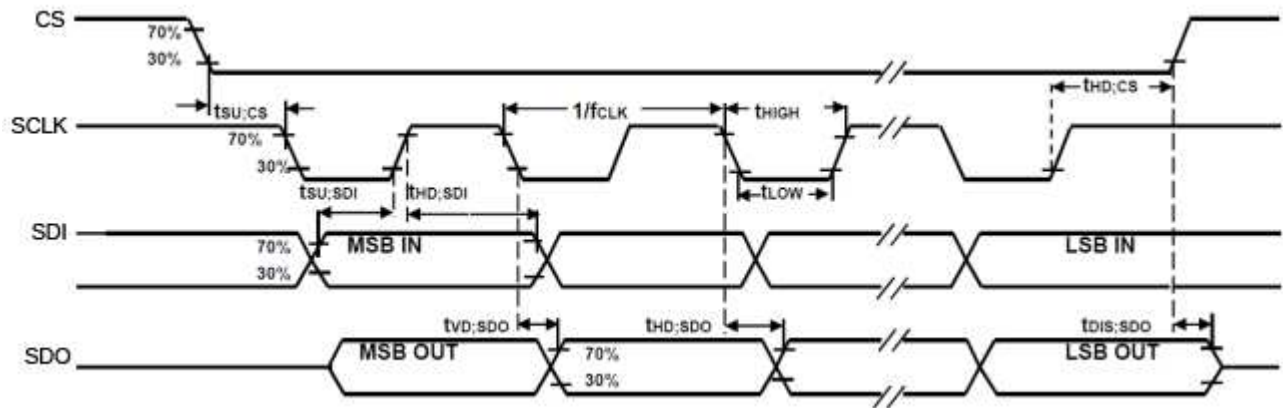 CS
70%
30%
tSU;CS
1/fCLK
tHIGH
tHD;CS
SCLK
70%
30%
tSU;SDI
tHD;SDI
tLOW
SDI
70%
30%
MSB IN
LSB IN
tVD;SDO
tHD;SDO
tDIS;SDO
SDO
MSB OUT
70%
30%
LSB OUT